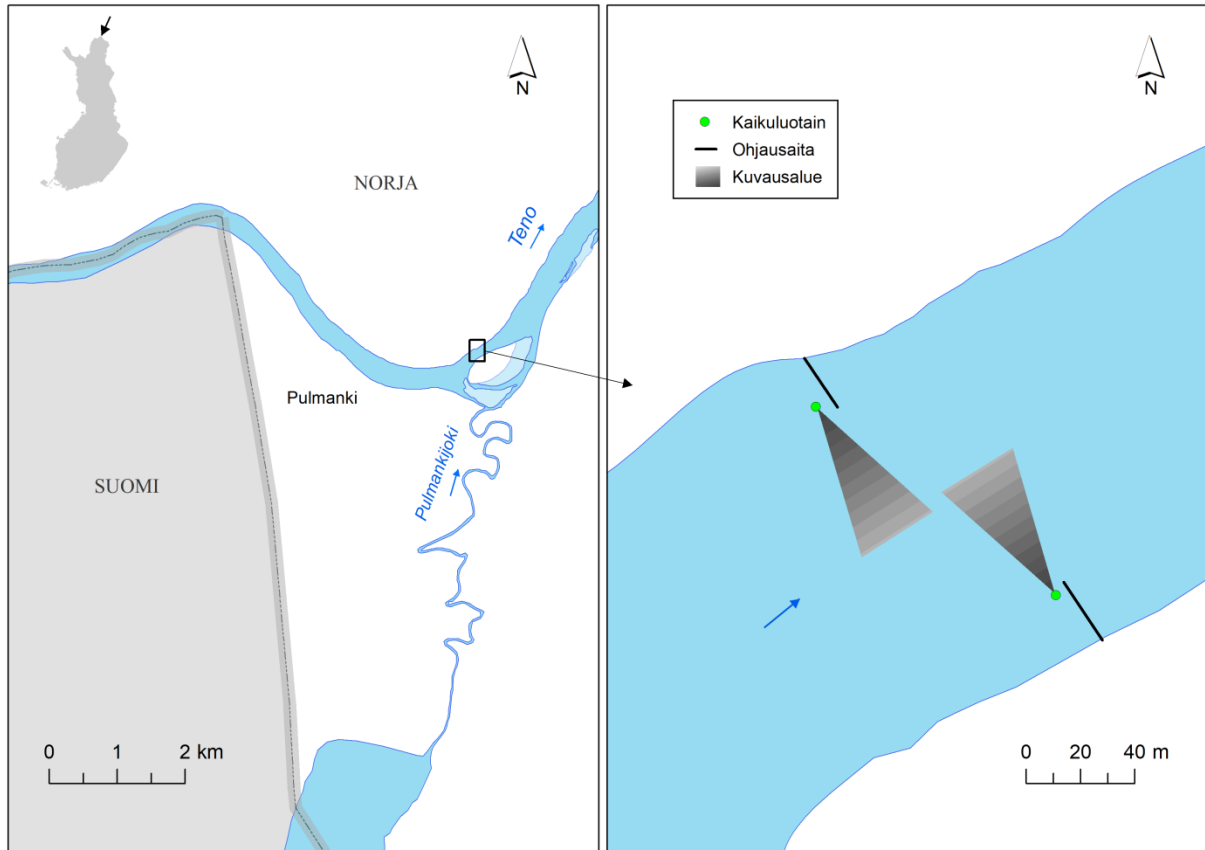 N
NORJA
Teno
Pulmanki
Pulmankijoki
SUOMI
0 1 2 km
N
Kaikuluotain
Ohjausaita
Kuvausalue
0 20 40 m